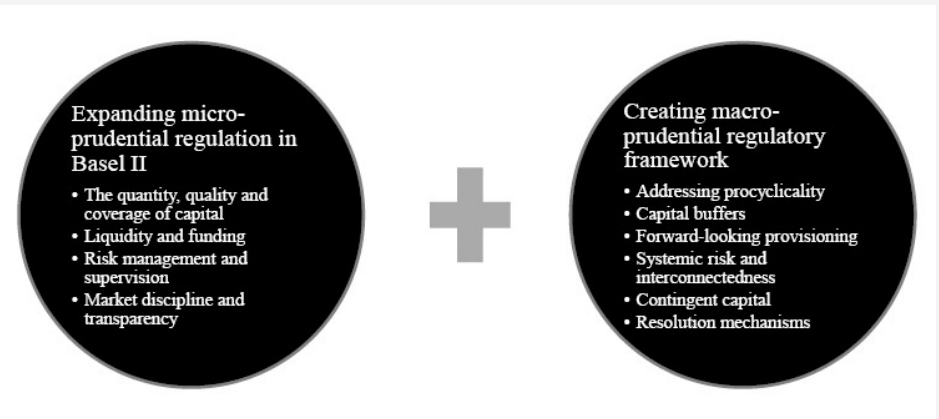 Expanding micro-
prudential regulation in
Basel II
• The quantity, quality and
coverage of capital
• Liquidity and funding
• Risk management and
supervision
• Market discipline and
transparency
Creating macro-
prudential regulatory
framework
• Addressing procyclicality
• Capital buffers
• Forward-looking provisioning
• Systemic risk and
interconnectedness
• Contingent capital
• Resolution mechanisms